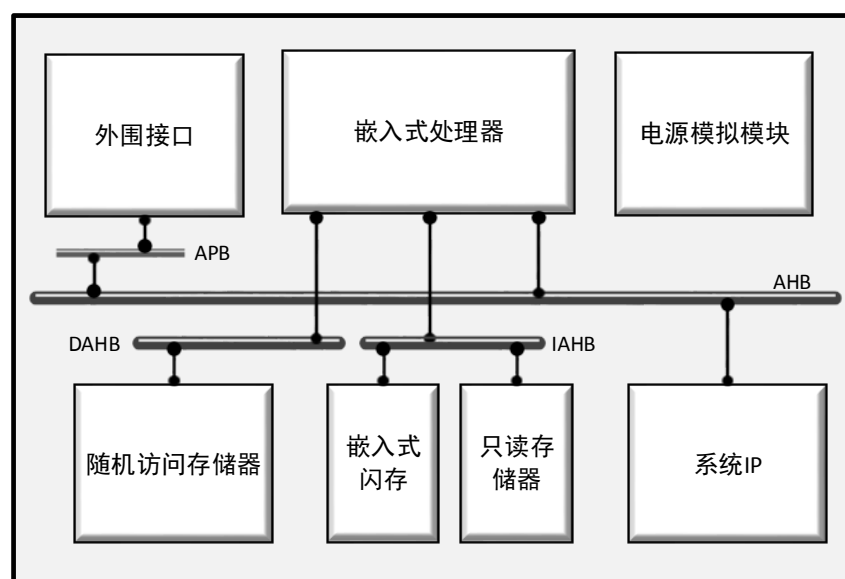 外围接口
嵌入式处理器
电源模拟模块
APB
AHB
DAHB
IAHB
随机访问存储器
嵌入式
闪存
只读存
储器
系统IP